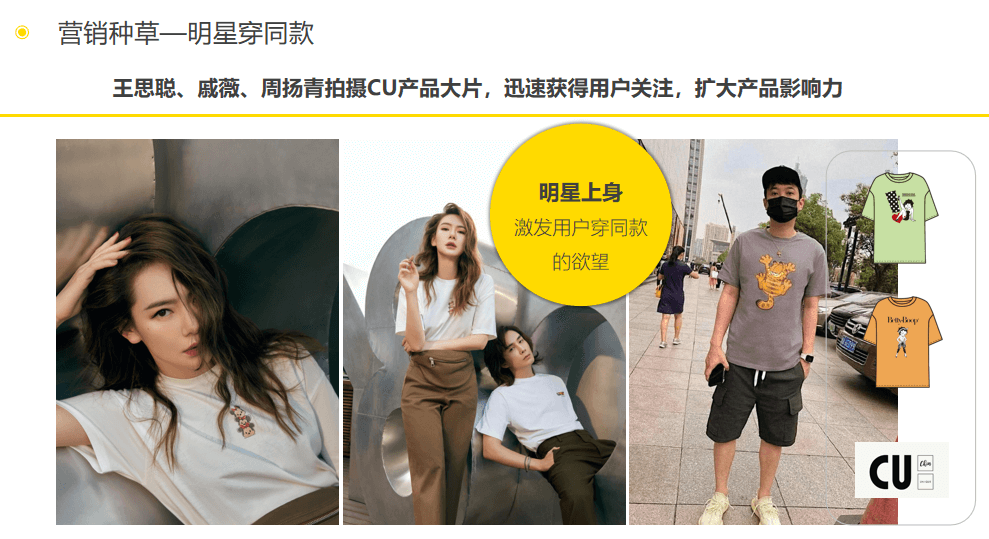 营销种草—明星穿同款
王思聪、戚薇、周扬青拍摄CU产品大片，迅速获得用户关注，扩大产品影响力
明星上身
激发用户穿同款
的欲望
BettyBoop
CU